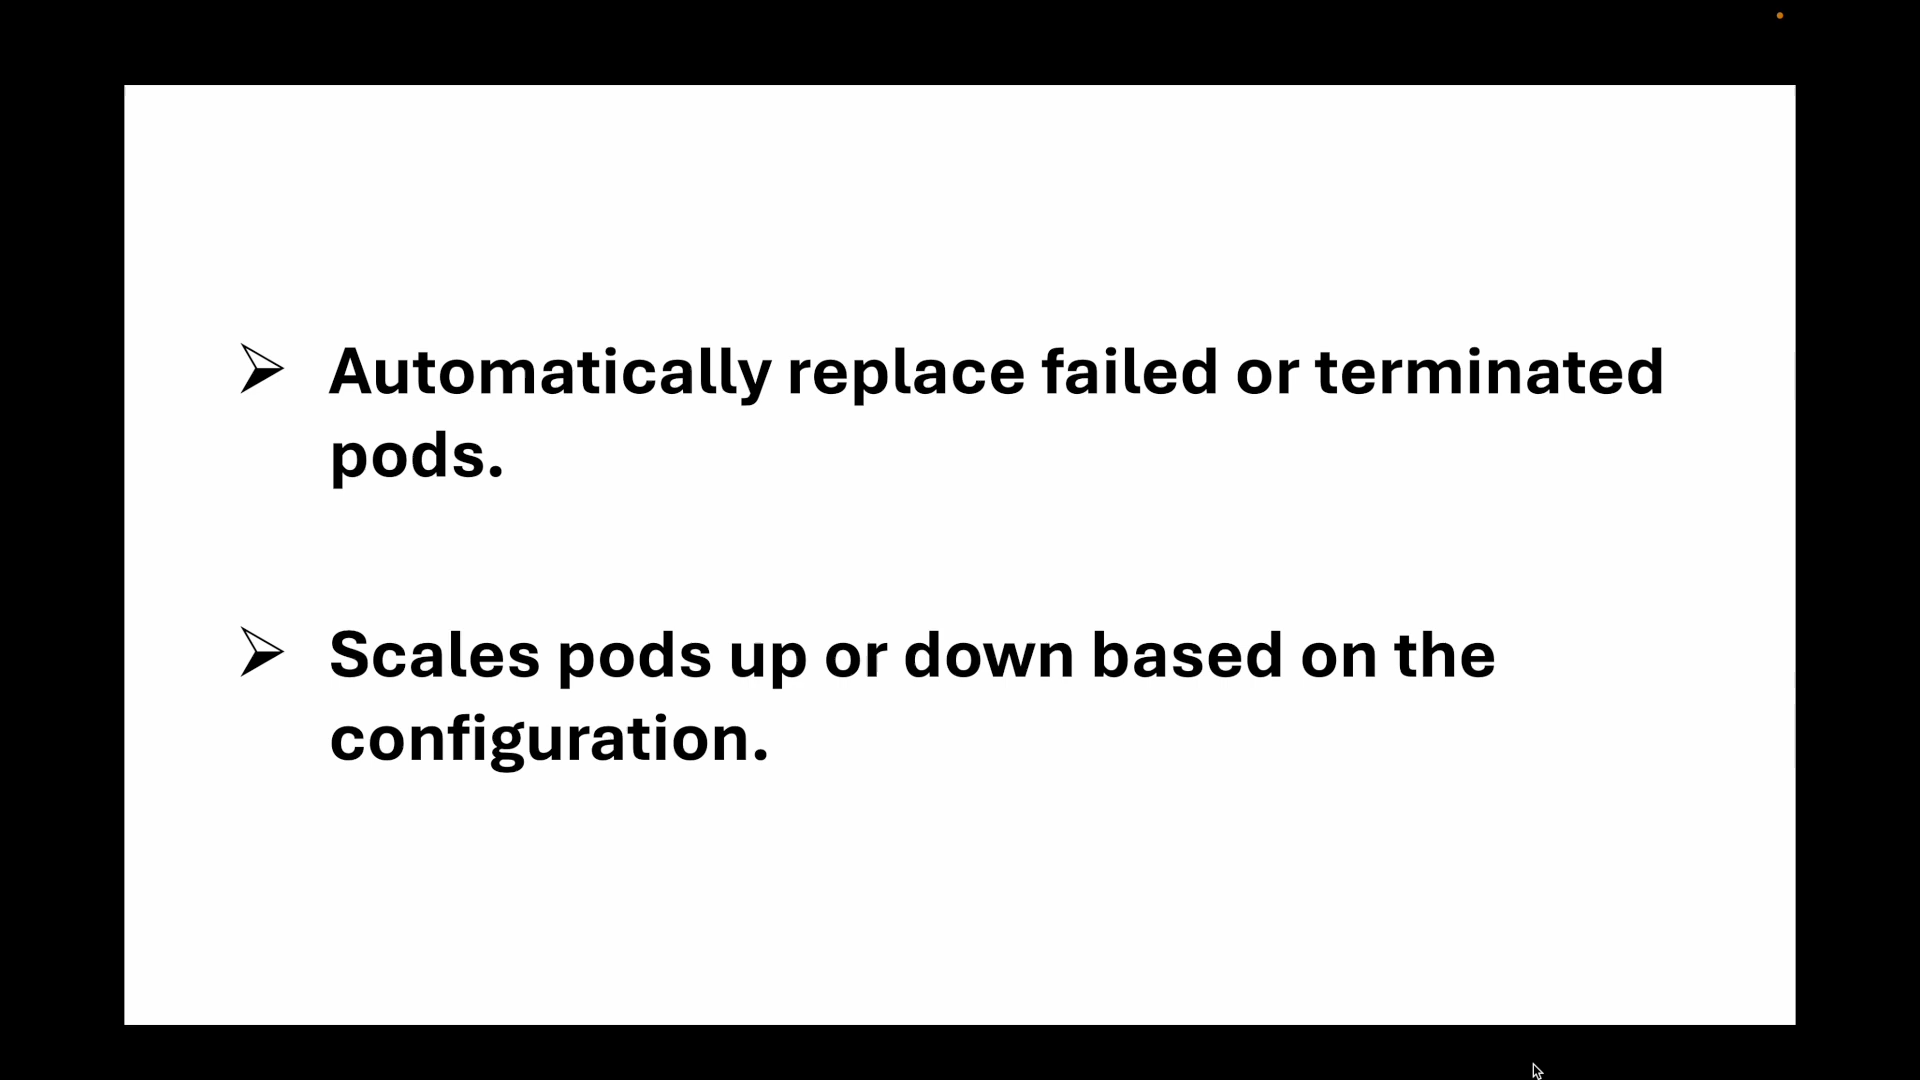 ➢ Automatically replace failed or terminated
pods.
➢ Scales pods up or down based on the
configuration.